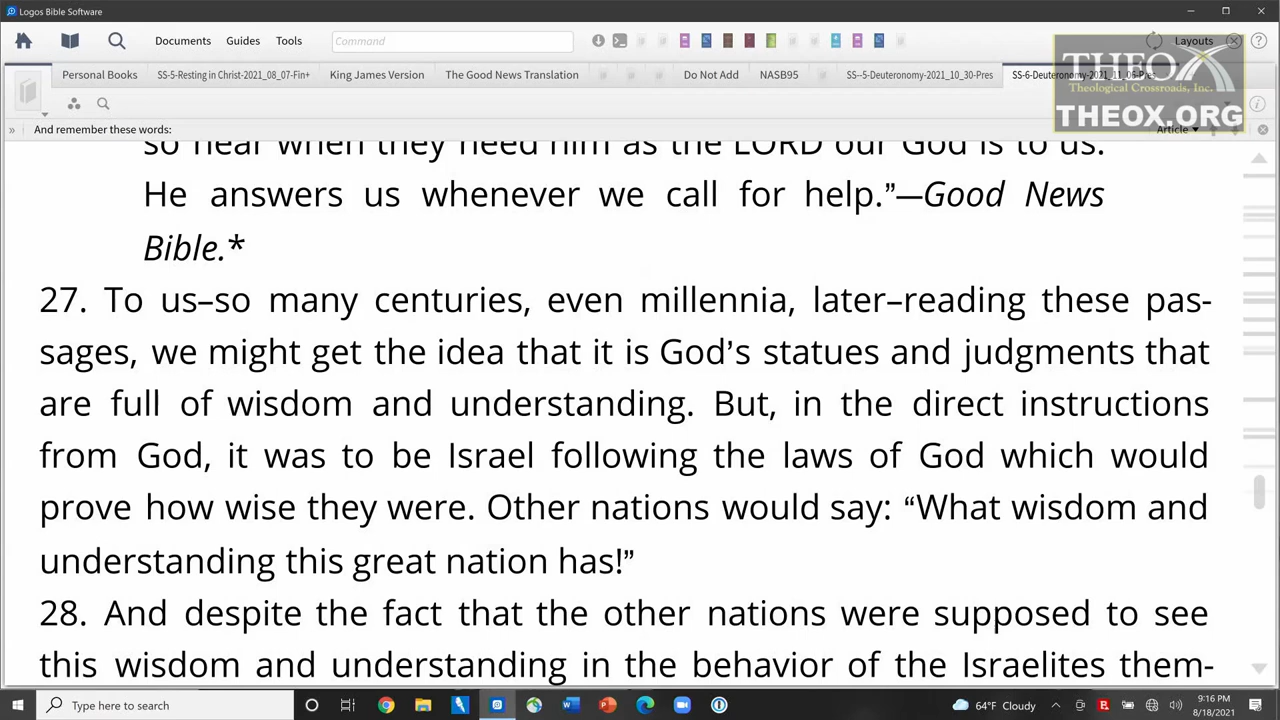 Logos Bible Software
Documents Guides Tools Command Layouts
Personal Books SS-5-Resting in Christ-2021_08_07-Fin+ King James Version The Good News Translation Do Not Add NASB95 SS--5-Deuteronomy-2021_10_30-Pres SS-6-Deuteronomy-2021_11_06-Pres
THEOX
Theological Crossroads, Inc.
THEOX.ORG
And remember these words: Article
so near when they need him as the LORD our God is to us.
He answers us whenever we call for help.”—Good News
Bible.*
27. To us–so many centuries, even millennia, later–reading these pas-
sages, we might get the idea that it is God’s statues and judgments that
are full of wisdom and understanding. But, in the direct instructions
from God, it was to be Israel following the laws of God which would
prove how wise they were. Other nations would say: “What wisdom and
understanding this great nation has!”
28. And despite the fact that the other nations were supposed to see
this wisdom and understanding in the behavior of the Israelites them-
Type here to search
64°F Cloudy
9:16 PM
8/18/2021